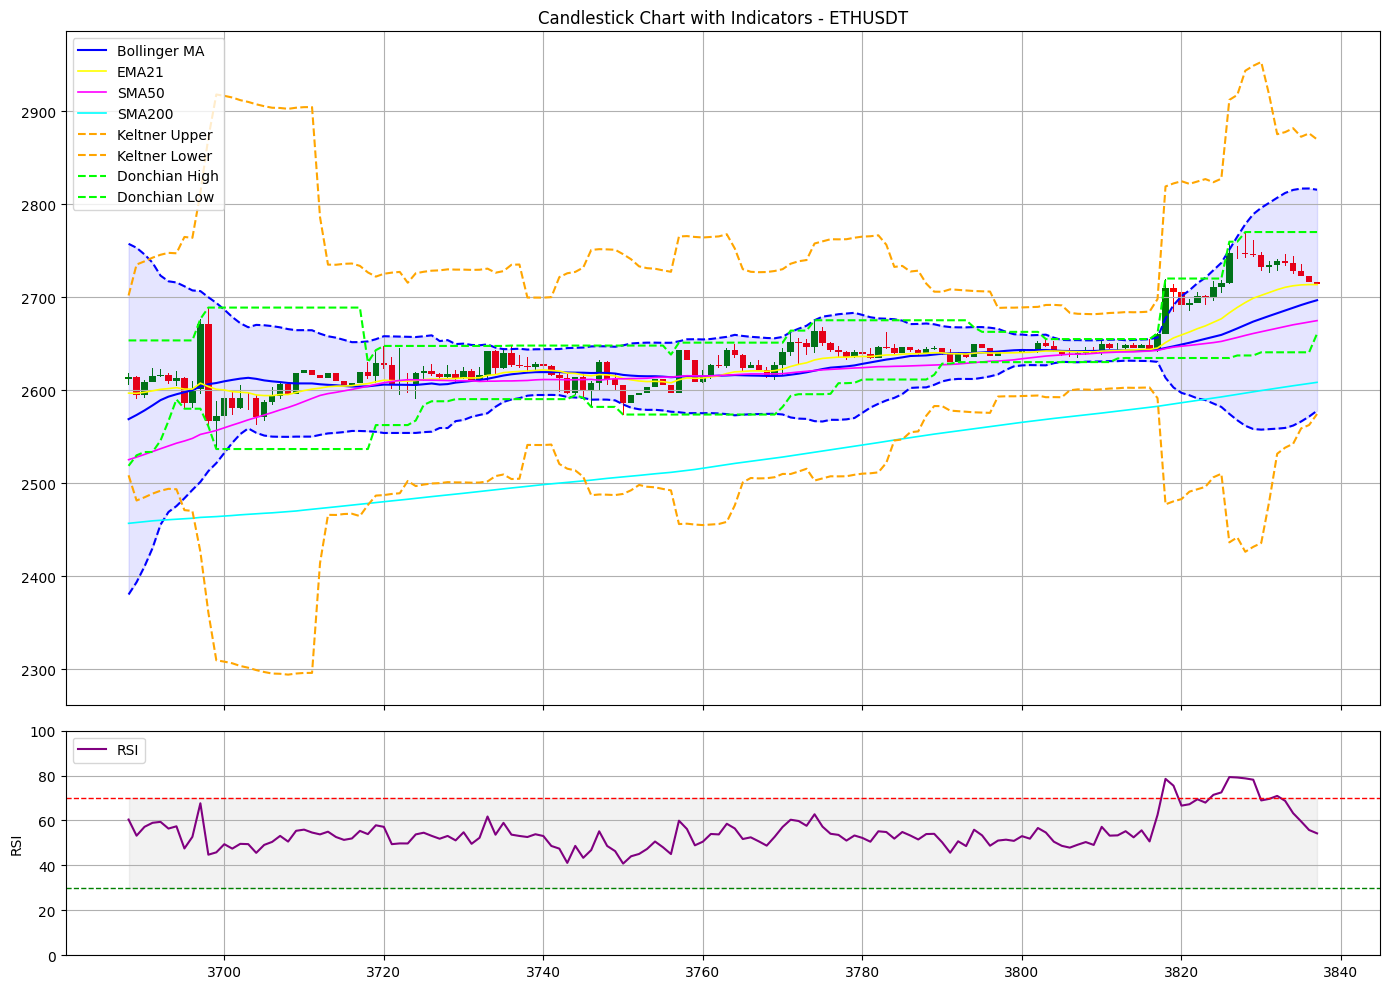 Candlestick Chart with Indicators - ETHUSDT
Bollinger MA
EMA21
SMA50
SMA200
Keltner Upper
Keltner Lower
Donchian High
Donchian Low
2900
2800
2700
2600
2500
2400
2300
RSI
100
80
60
40
20
0
RSI
3700
3720
3740
3760
3780
3800
3820
3840